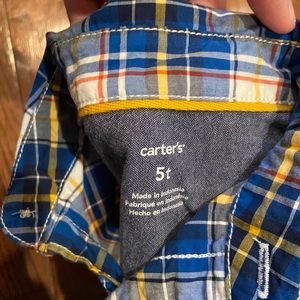 carter's
5t
Made in Indonesia
Fabriqué en Indonésie
Hecho en Indonesia